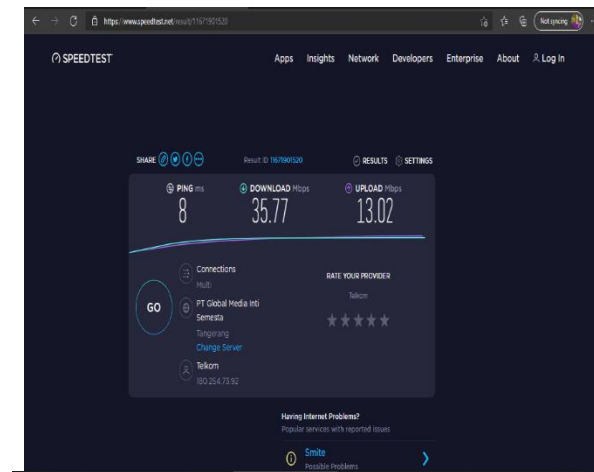 https://www.speedtest.net/result/11671901520
Not syncing
SPEEDTEST
Apps Insights Network Developers Enterprise About Log In
SHARE Result ID 11671901520 RESULTS SETTINGS
PING ms DOWNLOAD Mbps UPLOAD Mbps
8 35.77 13.02
Connections
Multi
GO
PT Global Media Inti
Semesta
Tangerang
Change Server
Telkom
180.254.73.92
RATE YOUR PROVIDER
Telkom
Having Internet Problems?
Popular services with reported issues
Smite
Possible Problems